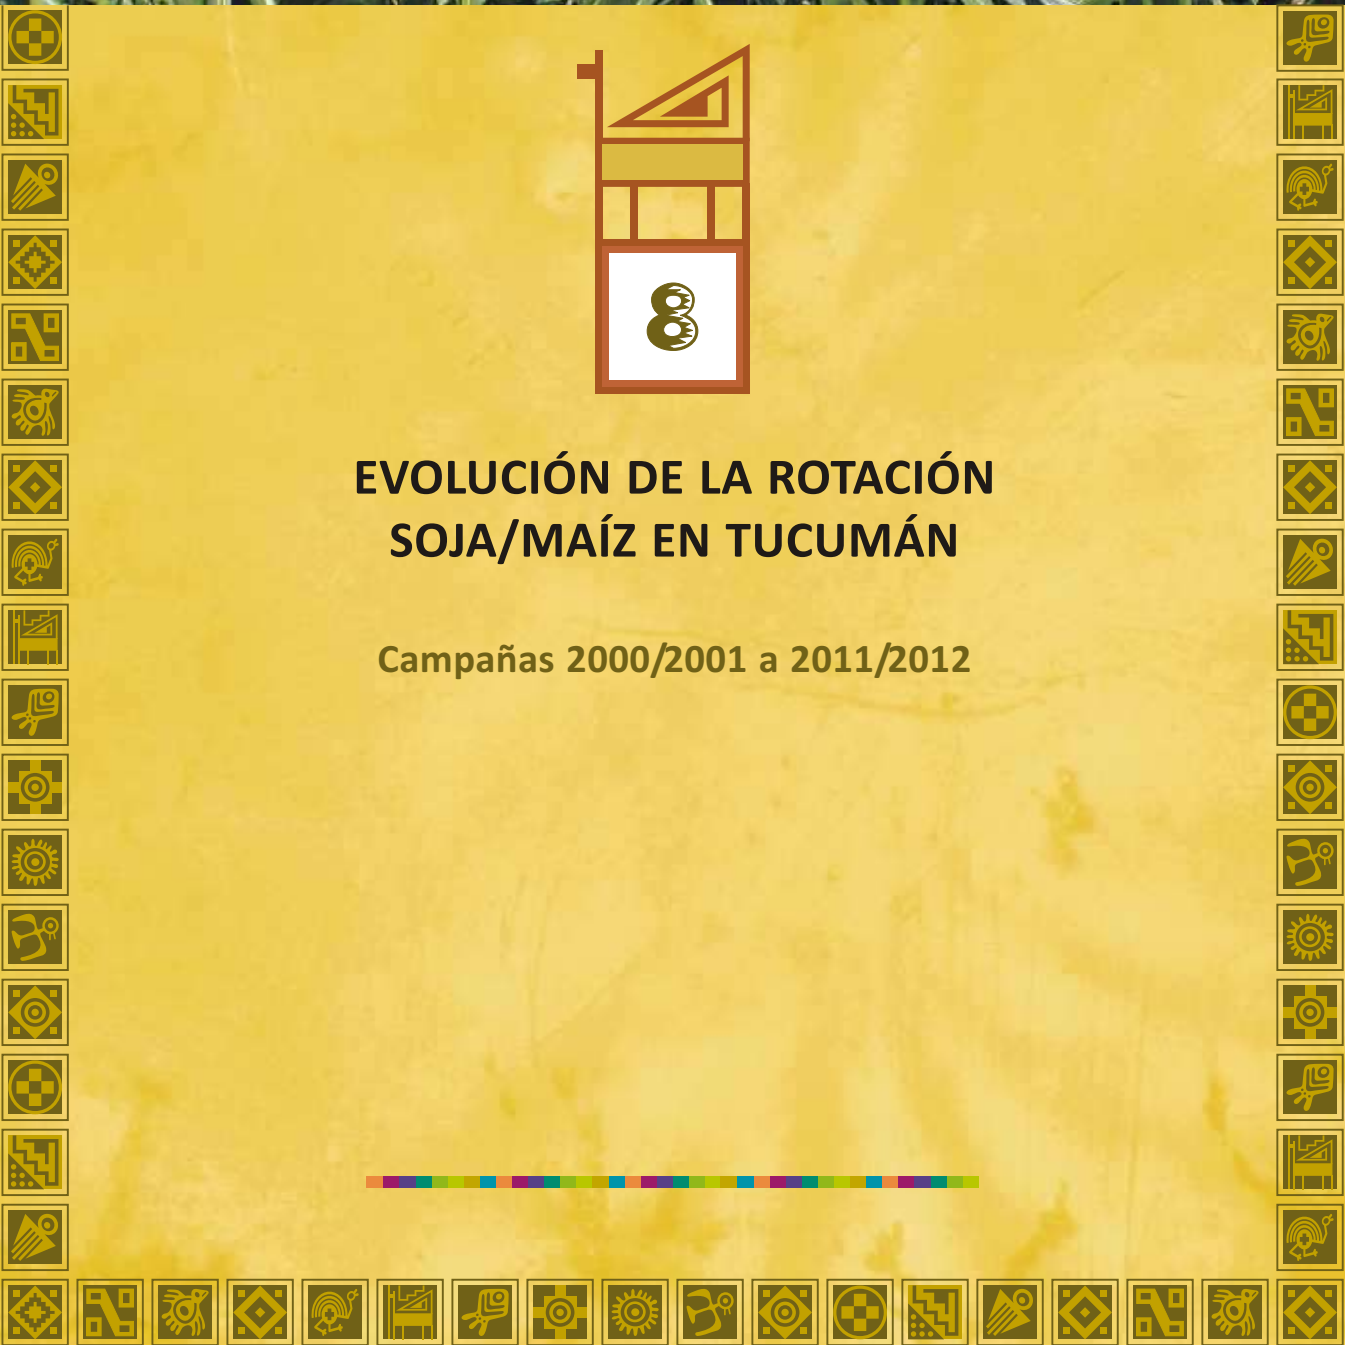 8
EVOLUCIÓN DE LA ROTACIÓN
SOJA/MAÍZ EN TUCUMÁN
Campañas 2000/2001 a 2011/2012